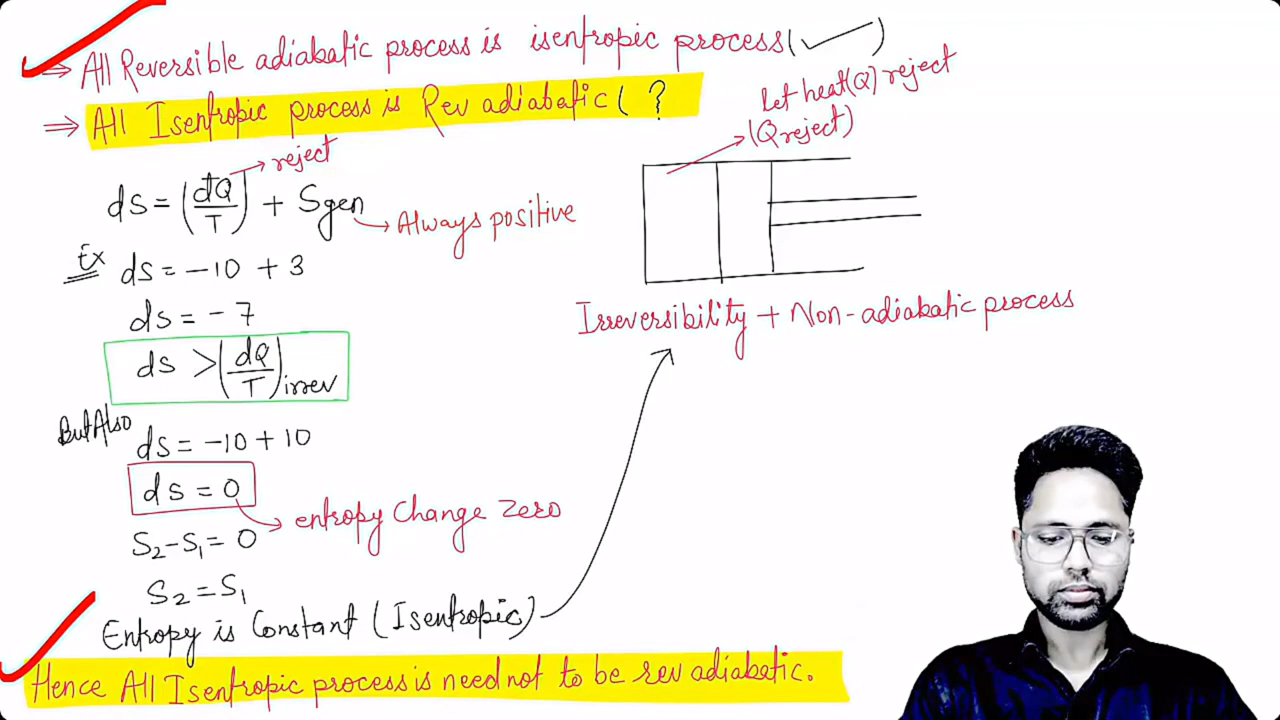 ⇒ All Reversible adiabatic process is isentropic process (✓)
⇒ All Isentropic process is Rev adiabatic ( ?
let heat(Q) reject
(Q reject)
→ reject
dS = (dQ/T) + Sgen
→ Always positive
Ex dS = -10 + 3
dS = -7
dS > (dQ/T)irrev
Irreversibility + Non-adiabatic process
But Also
dS = -10 + 10
dS = 0
→ entropy Change Zero
S2-S1 = 0
S2 = S1
Entropy is Constant (Isentropic)
Hence All Isentropic process is need not to be rev adiabetic.